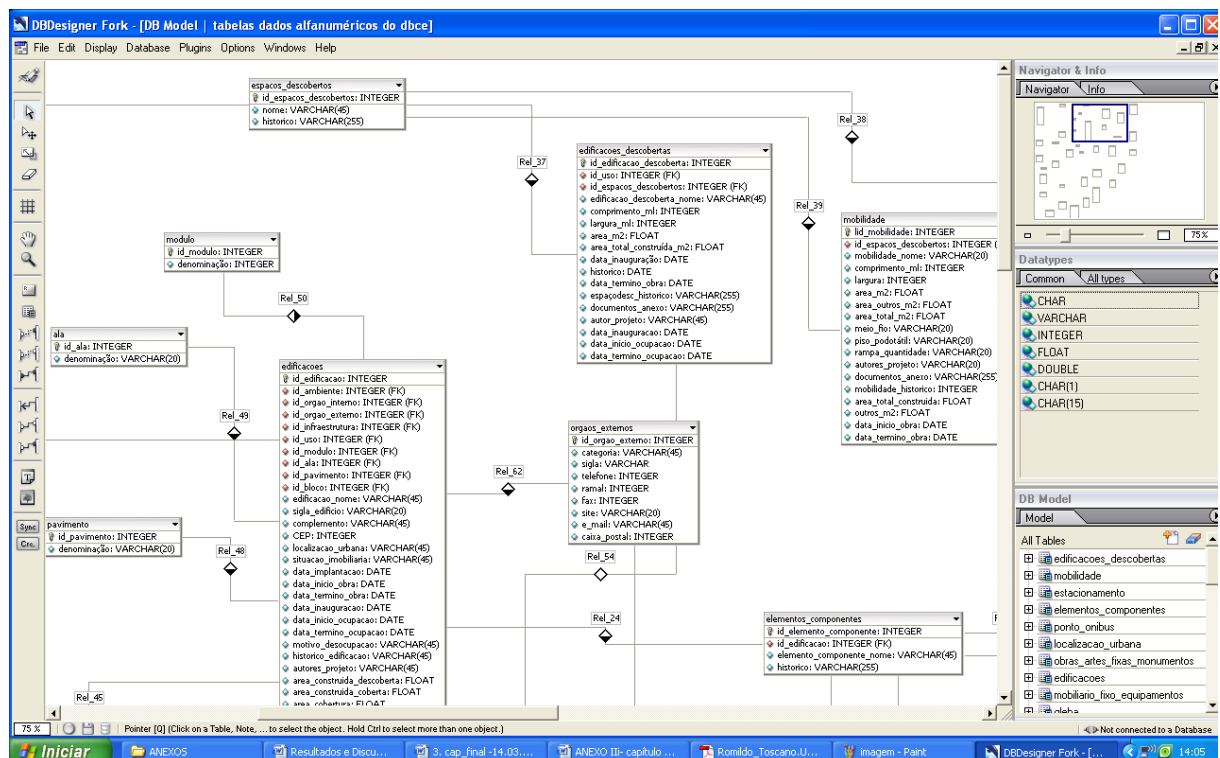 DBDesigner Fork - [DB Model | tabelas dados alfanuméricos do dbce]
File Edit Display Database Plugins Options Windows Help
espacos_descobertos
id_espacos_descobertos: INTEGER
nome: VARCHAR(45)
historico: VARCHAR(255)
Rel_37
Rel_38
Rel_39
edificacoes_descobertas
id_edificacao_descoberta: INTEGER
id_uso: INTEGER (FK)
id_espacos_descobertos: INTEGER (FK)
edificacao_descoberta_nome: VARCHAR(45)
comprimento_ml: INTEGER
largura_ml: INTEGER
area_m2: FLOAT
area_total_construída_m2: FLOAT
data_inauguração: DATE
historico: DATE
data_termino_obra: DATE
espaçodesc_historico: VARCHAR(255)
documentos_anexo: VARCHAR(255)
autor_projeto: VARCHAR(45)
data_inauguracao: DATE
data_inicio_ocupacao: DATE
data_termino_ocupacao: DATE
mobilidade
lid_mobilidade: INTEGER
id_espacos_descobertos: INTEGER (
mobilidade_nome: VARCHAR(20)
comprimento_ml: INTEGER
largura: INTEGER
area_m2: FLOAT
area_outros_m2: FLOAT
area_total_m2: FLOAT
meio_fio: VARCHAR(20)
piso_podotátil: VARCHAR(20)
rampa_quantidade: VARCHAR(20)
autores_projeto: VARCHAR(20)
documentos_anexo: VARCHAR(255
mobilidade_historico: INTEGER
area_total_construida: FLOAT
outros_m2: FLOAT
data_inicio_obra: DATE
data_termino_obra: DATE
modulo
id_modulo: INTEGER
denominação: INTEGER
Rel_50
ala
id_ala: INTEGER
denominação: VARCHAR(20)
Rel_49
pavimento
id_pavimento: INTEGER
denominação: VARCHAR(20)
Rel_48
Rel_45
edificacoes
id_edificacao: INTEGER
id_ambiente: INTEGER (FK)
id_orgao_interno: INTEGER (FK)
id_orgao_externo: INTEGER (FK)
id_infraestrutura: INTEGER (FK)
id_uso: INTEGER (FK)
id_modulo: INTEGER (FK)
id_ala: INTEGER (FK)
id_pavimento: INTEGER (FK)
id_bloco: INTEGER (FK)
edificacao_nome: VARCHAR(45)
sigla_edificio: VARCHAR(20)
complemento: VARCHAR(45)
CEP: INTEGER
localizacao_urbana: VARCHAR(45)
situacao_imobiliaria: VARCHAR(45)
data_implantacao: DATE
data_inicio_obra: DATE
data_termino_obra: DATE
data_inauguracao: DATE
data_inicio_ocupacao: DATE
data_termino_ocupacao: DATE
motivo_desocupacao: VARCHAR(45)
historico_edificacao: VARCHAR(45)
autores_projeto: VARCHAR(45)
area_construida_descoberta: FLOAT
area_construida_coberta: FLOAT
area_cobertura: FLOAT
Rel_62
orgaos_externos
id_orgao_externo: INTEGER
categoria: VARCHAR(45)
sigla: VARCHAR
telefone: INTEGER
ramal: INTEGER
fax: INTEGER
site: VARCHAR(20)
e_mail: VARCHAR(45)
caixa_postal: INTEGER
Rel_54
Rel_24
elementos_componentes
id_elemento_componente: INTEGER
id_edificacao: INTEGER (FK)
elemento_componente_nome: VARCHAR(45)
historico: VARCHAR(255)
Navigator & Info
Navigator Info
75%
Datatypes
Common All types
CHAR
VARCHAR
INTEGER
FLOAT
DOUBLE
CHAR(1)
CHAR(15)
DB Model
Model
All Tables
edificacoes_descobertas
mobilidade
estacionamento
elementos_componentes
ponto_onibus
localizacao_urbana
obras_artes_fixas_monumentos
edificacoes
mobiliario_fixo_equipamentos
gleba
Sync
75 % Pointer [Q] (Click on a Table, Note, ... to select the object. Hold Ctrl to select more than one object.) Not connected to a Database
Iniciar ANEXOS Resultados e Discu... 3. cap_final -14.03.... ANEXO III- capítulo ... Romildo_Toscano.U... imagem - Paint DBDesigner Fork - [... 14:05